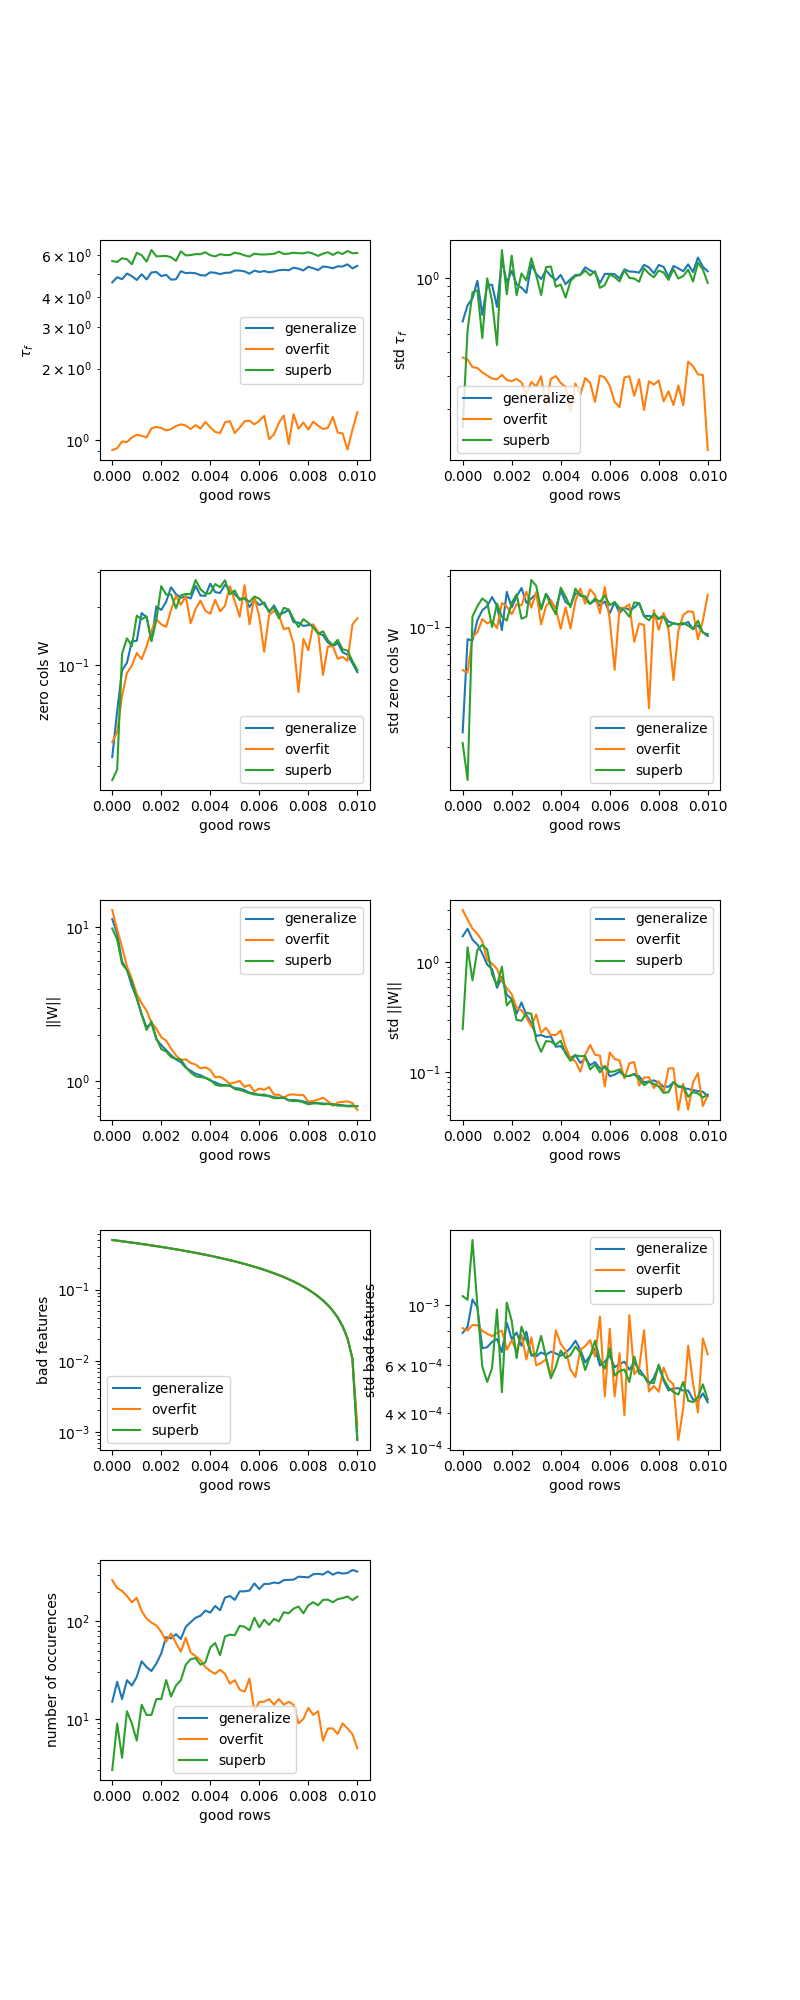 τ_f
6 × 10^0
4 × 10^0
3 × 10^0
2 × 10^0
10^0
generalize
overfit
superb
0.000 0.002 0.004 0.006 0.008 0.010
good rows
std τ_f
10^0
generalize
overfit
superb
0.000 0.002 0.004 0.006 0.008 0.010
good rows
zero cols W
10^-1
generalize
overfit
superb
0.000 0.002 0.004 0.006 0.008 0.010
good rows
std zero cols W
10^-1
generalize
overfit
superb
0.000 0.002 0.004 0.006 0.008 0.010
good rows
||W||
10^1
10^0
generalize
overfit
superb
0.000 0.002 0.004 0.006 0.008 0.010
good rows
std ||W||
10^0
10^-1
generalize
overfit
superb
0.000 0.002 0.004 0.006 0.008 0.010
good rows
bad features
10^-1
10^-2
10^-3
generalize
overfit
superb
0.000 0.002 0.004 0.006 0.008 0.010
good rows
std bad features
10^-3
6 × 10^-4
4 × 10^-4
3 × 10^-4
generalize
overfit
superb
0.000 0.002 0.004 0.006 0.008 0.010
good rows
number of occurences
10^2
10^1
generalize
overfit
superb
0.000 0.002 0.004 0.006 0.008 0.010
good rows